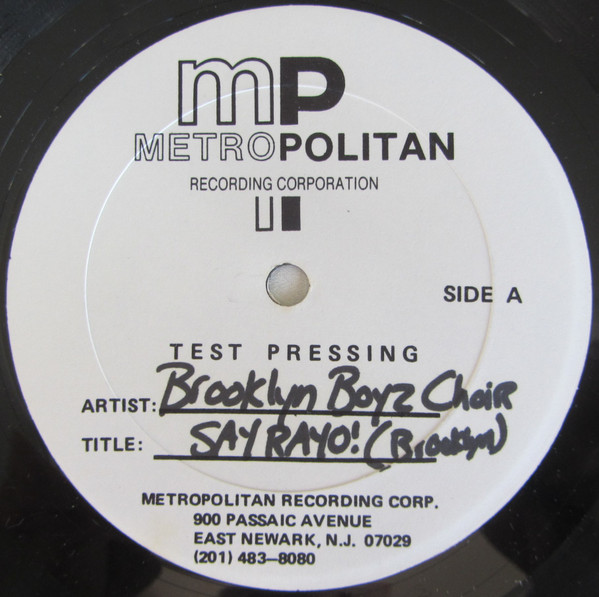 mP
METROPOLITAN
RECORDING CORPORATION
SIDE A
TEST PRESSING
ARTIST: Brooklyn Boyz Choir
TITLE: SAY RAYO! (Brooklyn)
METROPOLITAN RECORDING CORP.
900 PASSAIC AVENUE
EAST NEWARK, N.J. 07029
(201) 483–8080